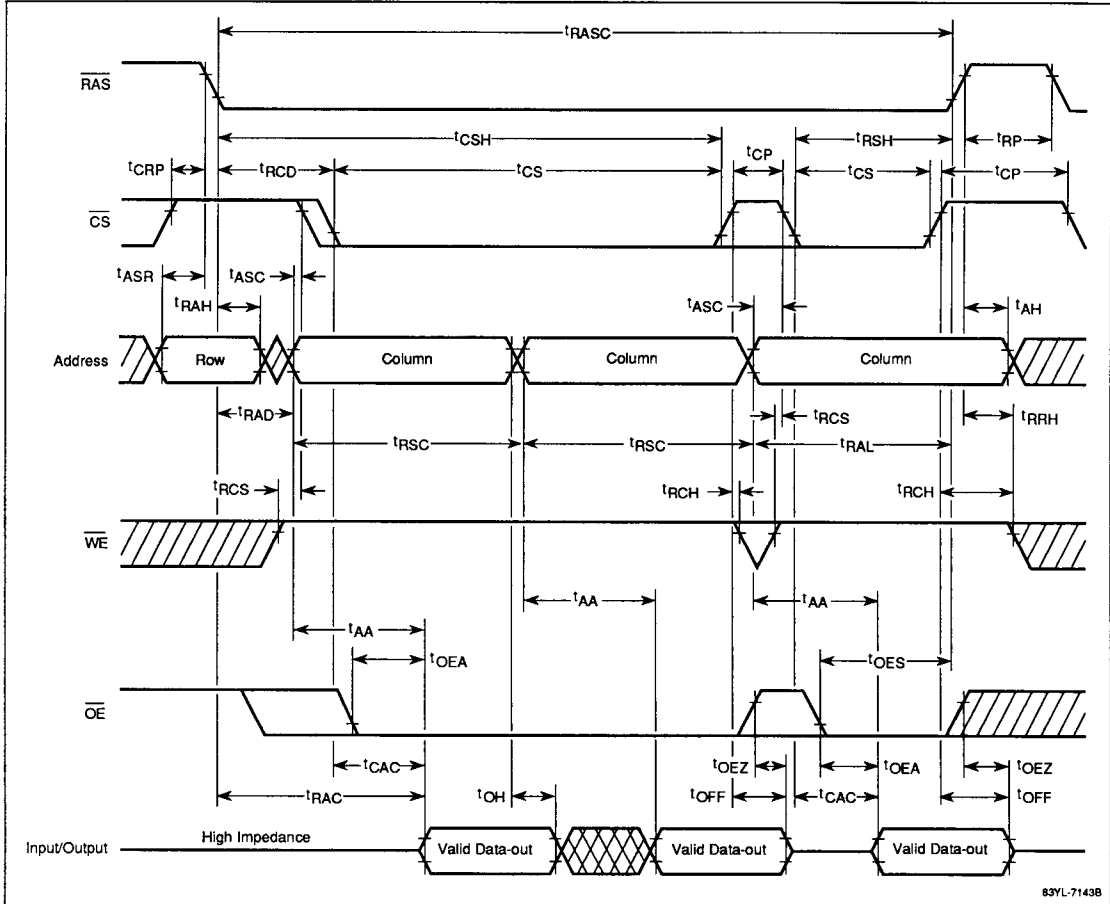 tRASC
RAS
tCSH
tRSH
tRP
tCRP
tRCD
tCS
tCP
tCS
tCP
CS
tASR
tASC
tRAH
tASC
tAH
Address
Row
Column
Column
Column
tRAD
tRCS
tRRH
tRSC
tRSC
tRAL
tRCS
tRCH
tRCH
WE
tAA
tAA
tAA
tOEA
tOES
OE
tCAC
tOEZ
tOEA
tOEZ
tRAC
tOH
tOFF
tCAC
tOFF
High Impedance
Input/Output
Valid Data-out
Valid Data-out
Valid Data-out
83YL-7143B